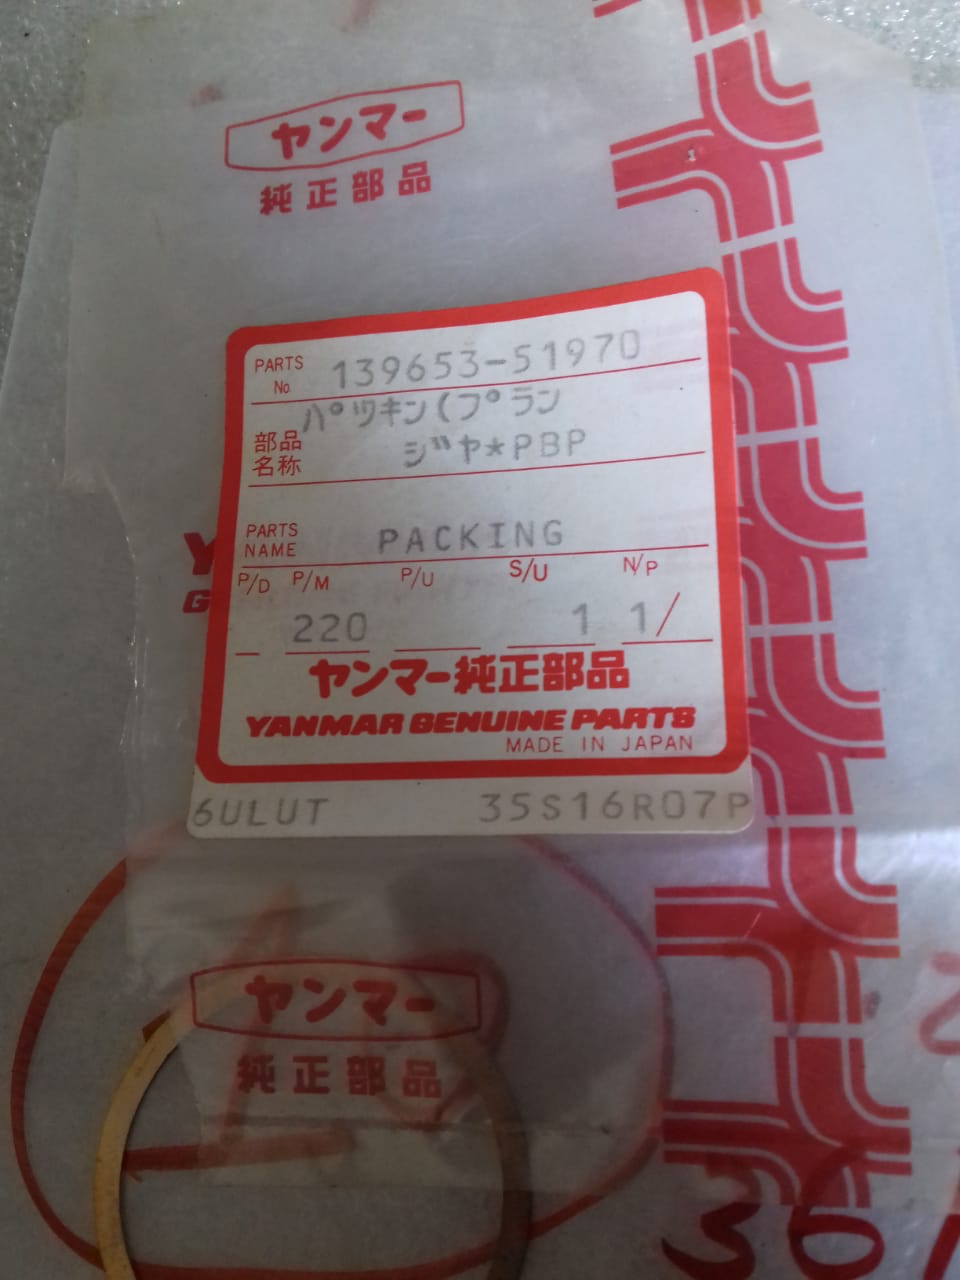 ヤンマー
純正部品
PARTS No 139653-51970
部品名称 パツキン(プラン
ジヤ*PBP
PARTS NAME PACKING
P/D P/M P/U S/U N/P
220 1 1/
ヤンマー純正部品
YANMAR GENUINE PARTS
MADE IN JAPAN
6ULUT 35S16R07P
ヤンマー
純正部品